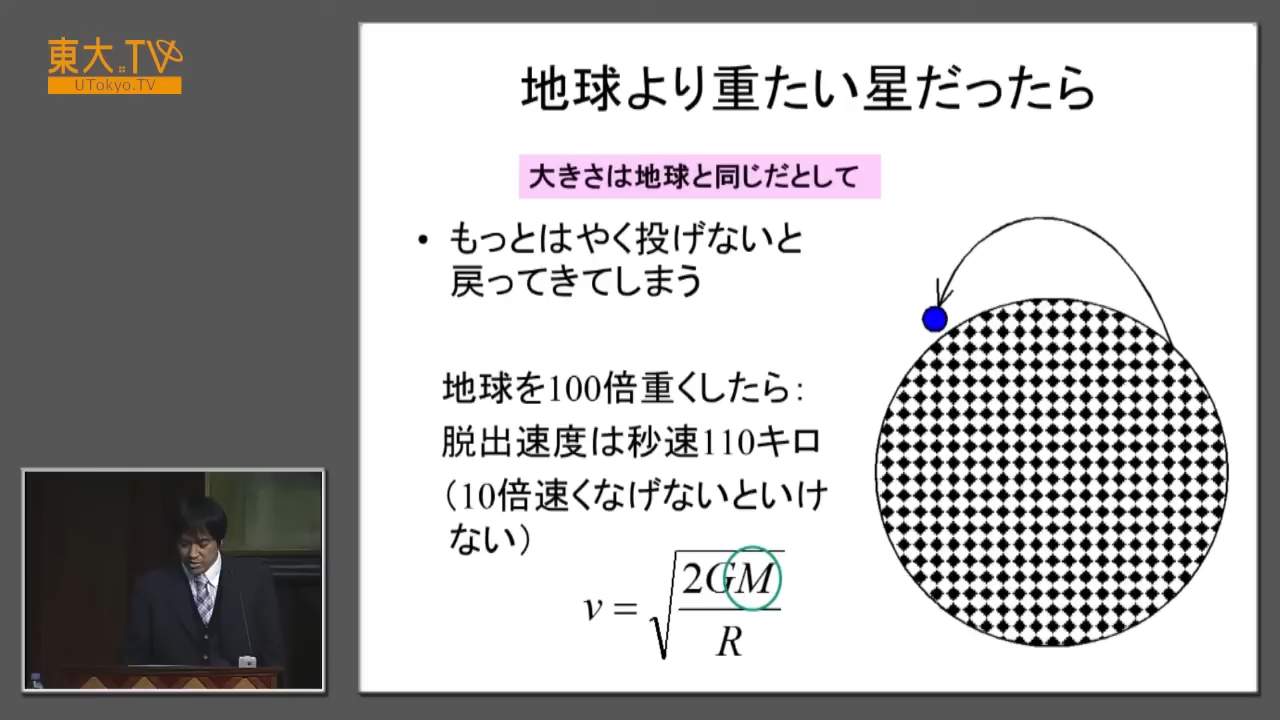 東大.TV
UTokyo.TV
地球より重たい星だったら
大きさは地球と同じだとして
• もっとはやく投げないと
戻ってきてしまう
地球を100倍重くしたら:
脱出速度は秒速110キロ
（10倍速くなげないといけ
ない）
v = √(2GM/R)